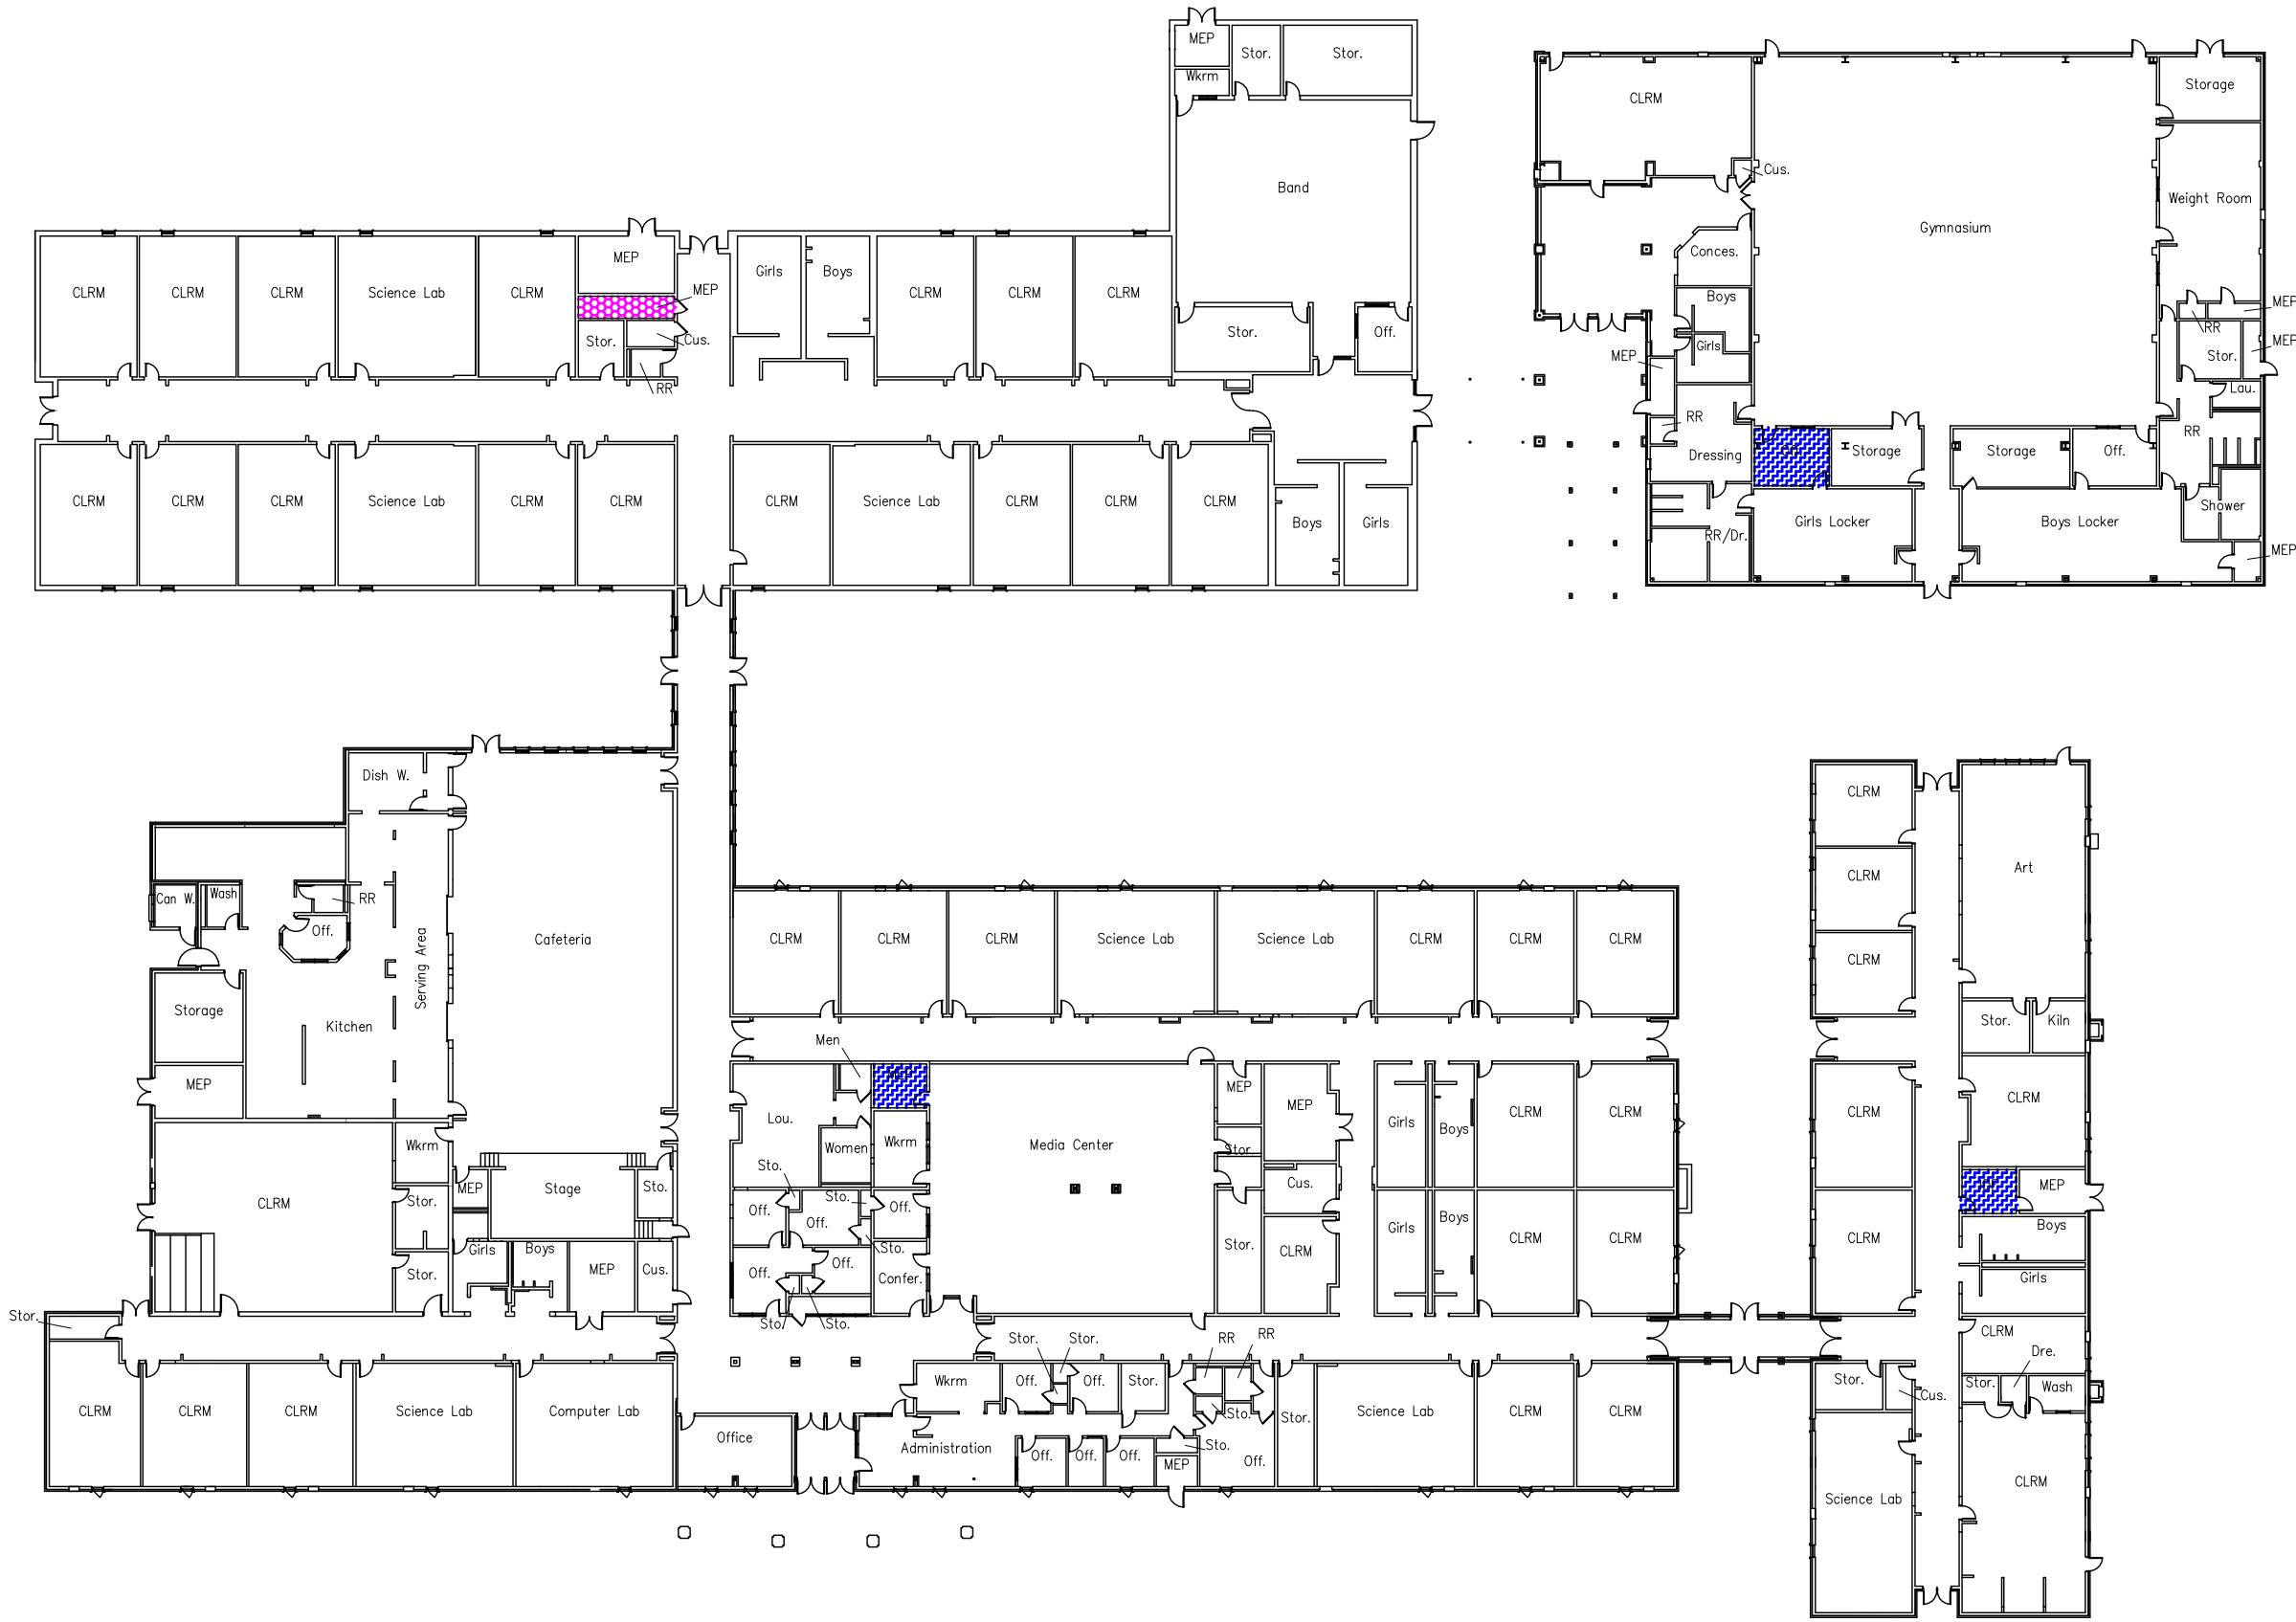 MEP
Stor.
Stor.
Wkrm
Band
Stor.
Off.
CLRM
Cus.
Storage
Weight Room
Gymnasium
Conces.
Boys
Girls
MEP
RR
Dressing
Storage
Storage
Off.
RR
MEP
RR
Stor.
MEP
Lau.
Shower
RR/Dr.
Girls Locker
Boys Locker
MEP
CLRM
CLRM
CLRM
Science Lab
CLRM
MEP
MEP
Stor.
Cus.
RR
Girls
Boys
CLRM
CLRM
CLRM
CLRM
CLRM
CLRM
Science Lab
CLRM
CLRM
CLRM
Science Lab
CLRM
CLRM
CLRM
Boys
Girls
Dish W.
Can W.
Wash
RR
Off.
Serving Area
Cafeteria
Storage
Kitchen
MEP
CLRM
Wkrm
Stor.
Stor.
MEP
Stage
Sto.
Girls
Boys
MEP
Cus.
Stor.
CLRM
CLRM
CLRM
Science Lab
Computer Lab
CLRM
CLRM
CLRM
Science Lab
Science Lab
CLRM
CLRM
CLRM
Men
Lou.
Women
Wkrm
Media Center
Sto.
Off.
Sto.
Off.
Off.
Sto.
Off.
Off.
Confer.
Sto.
Sto.
MEP
MEP
Stor.
Cus.
Stor.
CLRM
Girls
Boys
CLRM
CLRM
Girls
Boys
CLRM
CLRM
Office
Wkrm
Stor.
Stor.
Off.
Off.
Stor.
RR
RR
Sto.
Administration
Off.
Off.
Off.
Sto.
MEP
Off.
Stor.
Science Lab
CLRM
CLRM
CLRM
CLRM
CLRM
Art
Stor.
Kiln
CLRM
CLRM
CLRM
MEP
Boys
Girls
CLRM
Dre.
Stor.
Wash
Stor.
Cus.
Science Lab
CLRM